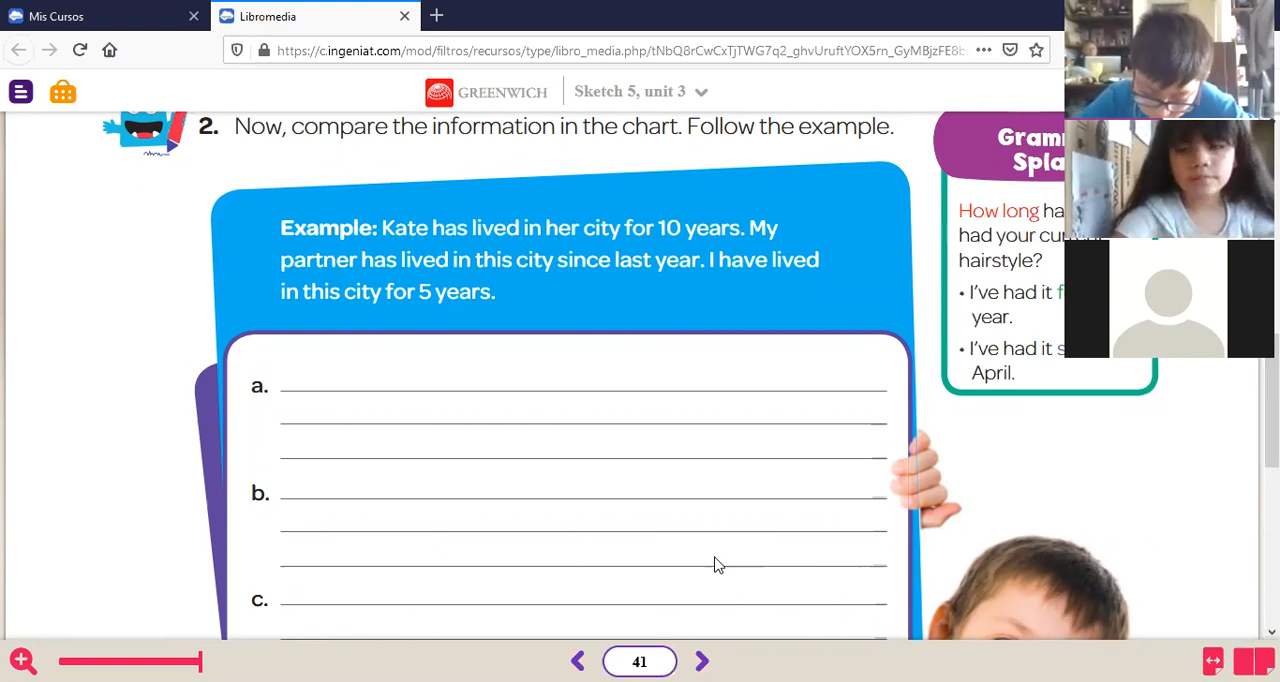 Mis Cursos
Libromedia
https://c.ingeniat.com/mod/filtros/recursos/type/libro_media.php/tNbQ8rCwCxTjTWG7q2_ghvUruftYOX5rn_GyMBjzFE8b
GREENWICH
Sketch 5, unit 3
2. Now, compare the information in the chart. Follow the example.
Example: Kate has lived in her city for 10 years. My
partner has lived in this city since last year. I have lived
in this city for 5 years.
a.
b.
c.
Gram
Spla
How long ha
had your cur
hairstyle?
• I've had it f
year.
• I've had it s
April.
41